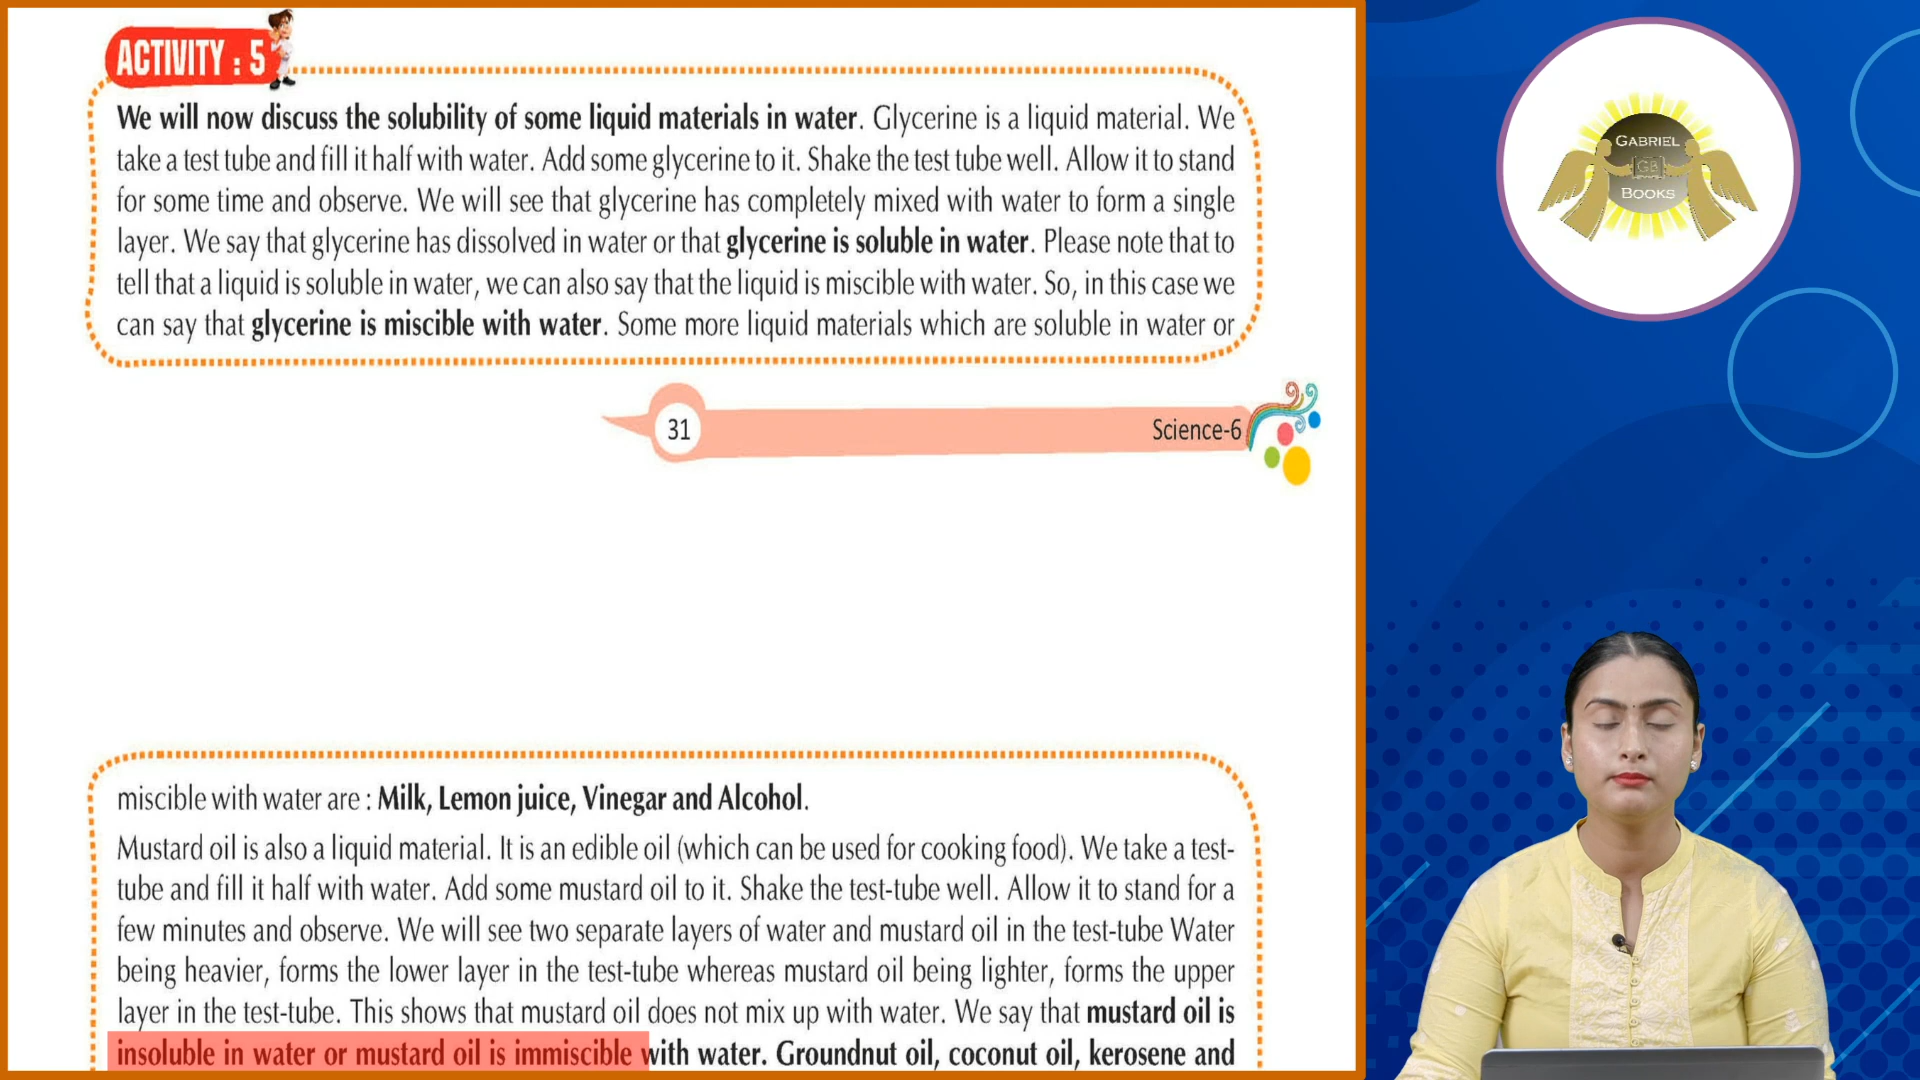 ACTIVITY : 5
We will now discuss the solubility of some liquid materials in water. Glycerine is a liquid material. We
take a test tube and fill it half with water. Add some glycerine to it. Shake the test tube well. Allow it to stand
for some time and observe. We will see that glycerine has completely mixed with water to form a single
layer. We say that glycerine has dissolved in water or that glycerine is soluble in water. Please note that to
tell that a liquid is soluble in water, we can also say that the liquid is miscible with water. So, in this case we
can say that glycerine is miscible with water. Some more liquid materials which are soluble in water or
31
Science-6
miscible with water are : Milk, Lemon juice, Vinegar and Alcohol.
Mustard oil is also a liquid material. It is an edible oil (which can be used for cooking food). We take a test-
tube and fill it half with water. Add some mustard oil to it. Shake the test-tube well. Allow it to stand for a
few minutes and observe. We will see two separate layers of water and mustard oil in the test-tube Water
being heavier, forms the lower layer in the test-tube whereas mustard oil being lighter, forms the upper
layer in the test-tube. This shows that mustard oil does not mix up with water. We say that mustard oil is
insoluble in water or mustard oil is immiscible with water. Groundnut oil, coconut oil, kerosene and
GABRIEL
GB
BOOKS